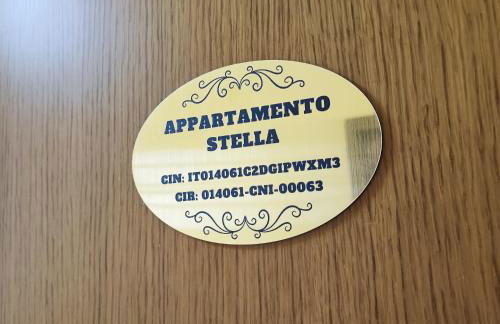 APPARTAMENTO
STELLA
CIN: IT014061C2DGIPWXM3
CIR: 014061-CNI-00063